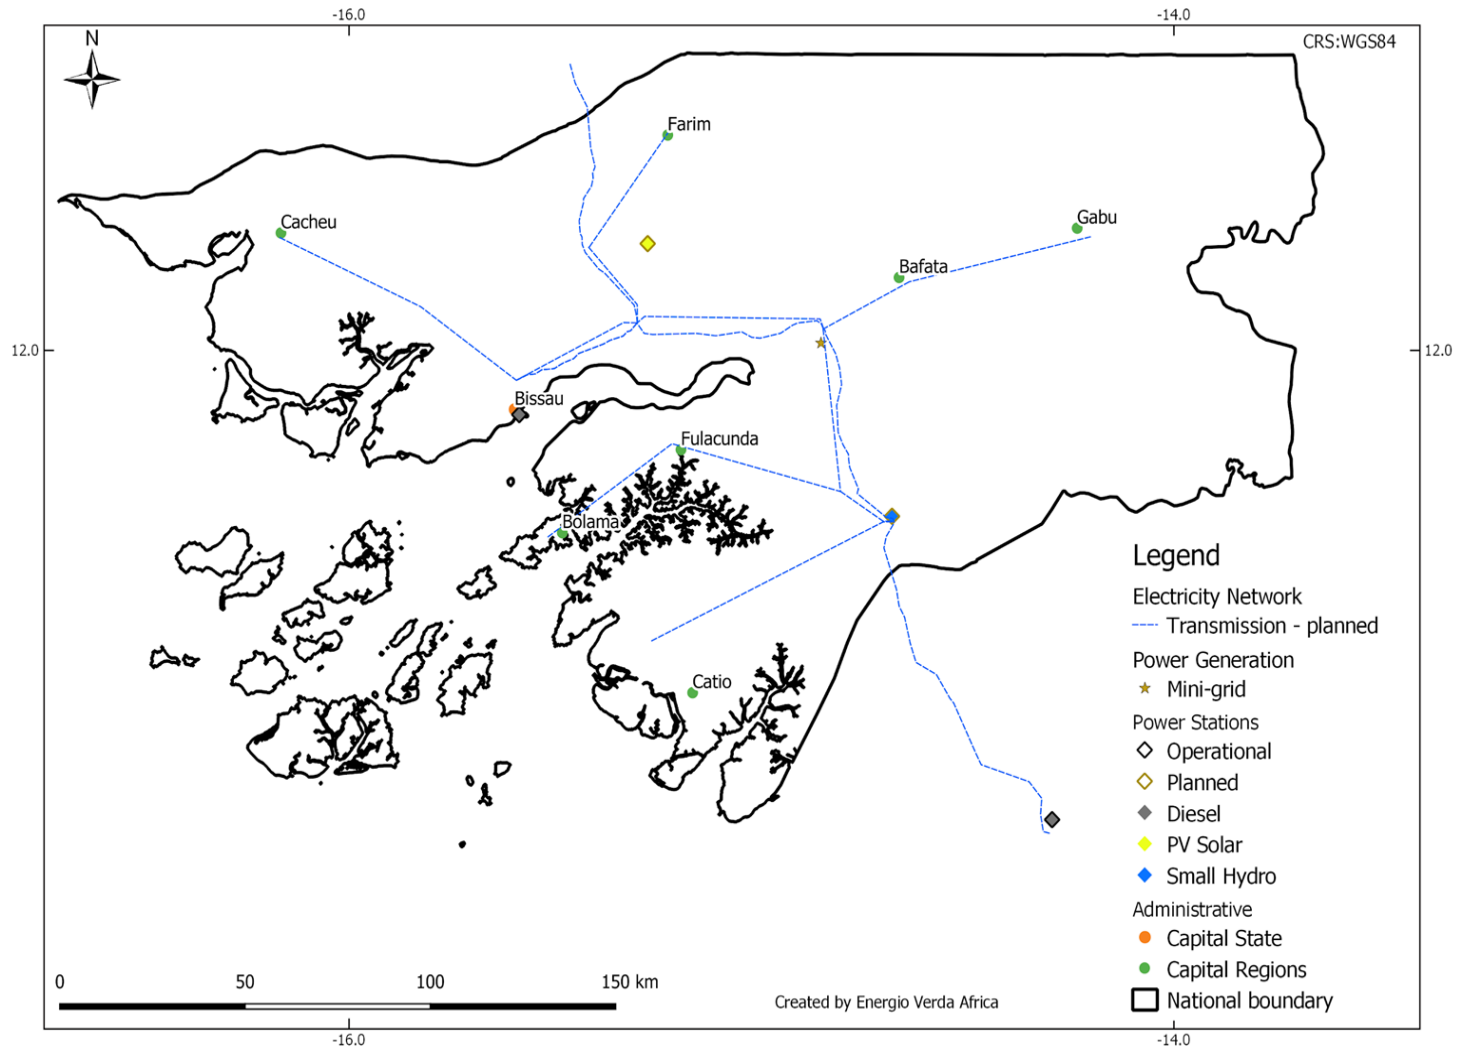 -16.0
-14.0
N
CRS:WGS84
Farim
Cacheu
Gabu
Bafata
12.0
12.0
Bissau
Fulacunda
Bolama
Catio
Legend
Electricity Network
Transmission - planned
Power Generation
Mini-grid
Power Stations
Operational
Planned
Diesel
PV Solar
Small Hydro
Administrative
Capital State
Capital Regions
National boundary
0 50 100 150 km
Created by Energio Verda Africa
-16.0
-14.0